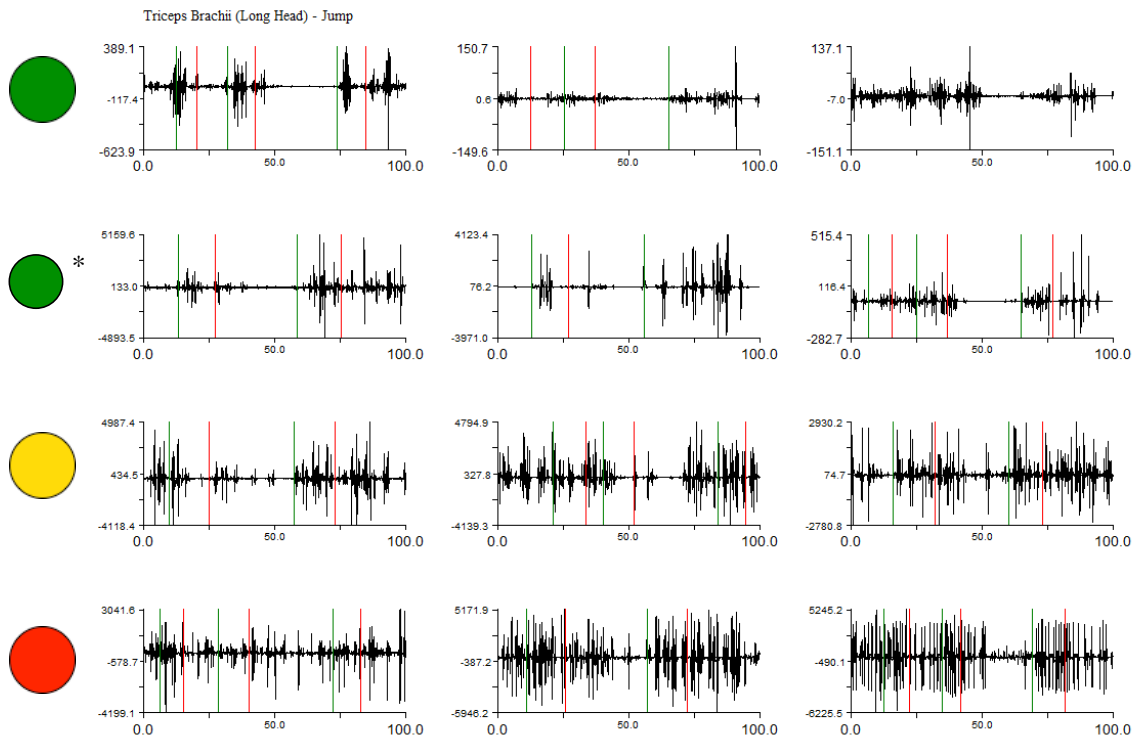 Triceps Brachii (Long Head) - Jump
389.1 150.7 137.1
-117.4 0.6 -7.0
-623.9 -149.6 -151.1
0.0 50.0 100.0 0.0 50.0 100.0 0.0 50.0 100.0
*
5159.6 4123.4 515.4
133.0 76.2 116.4
-4893.5 -3971.0 -282.7
0.0 50.0 100.0 0.0 50.0 100.0 0.0 50.0 100.0
4987.4 4794.9 2930.2
434.5 327.8 74.7
-4118.4 -4139.3 -2780.8
0.0 50.0 100.0 0.0 50.0 100.0 0.0 50.0 100.0
3041.6 5171.9 5245.2
-578.7 -387.2 -490.1
-4199.1 -5946.2 -6225.5
0.0 50.0 100.0 0.0 50.0 100.0 0.0 50.0 100.0